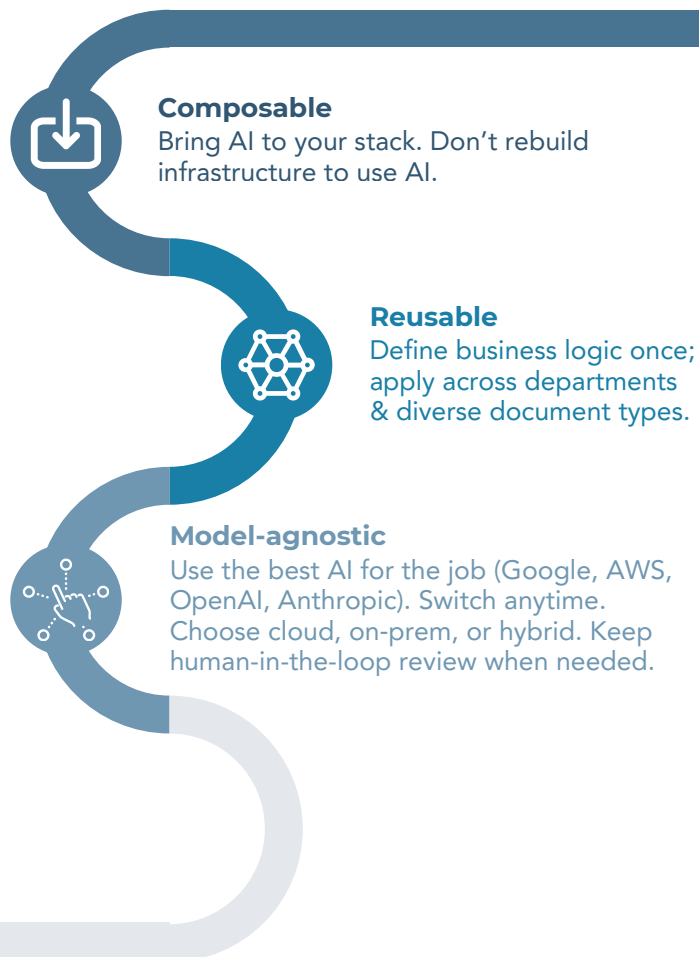 Composable
Bring AI to your stack. Don’t rebuild
infrastructure to use AI.
Reusable
Define business logic once;
apply across departments
& diverse document types.
Model-agnostic
Use the best AI for the job (Google, AWS,
OpenAI, Anthropic). Switch anytime.
Choose cloud, on-prem, or hybrid. Keep
human-in-the-loop review when needed.